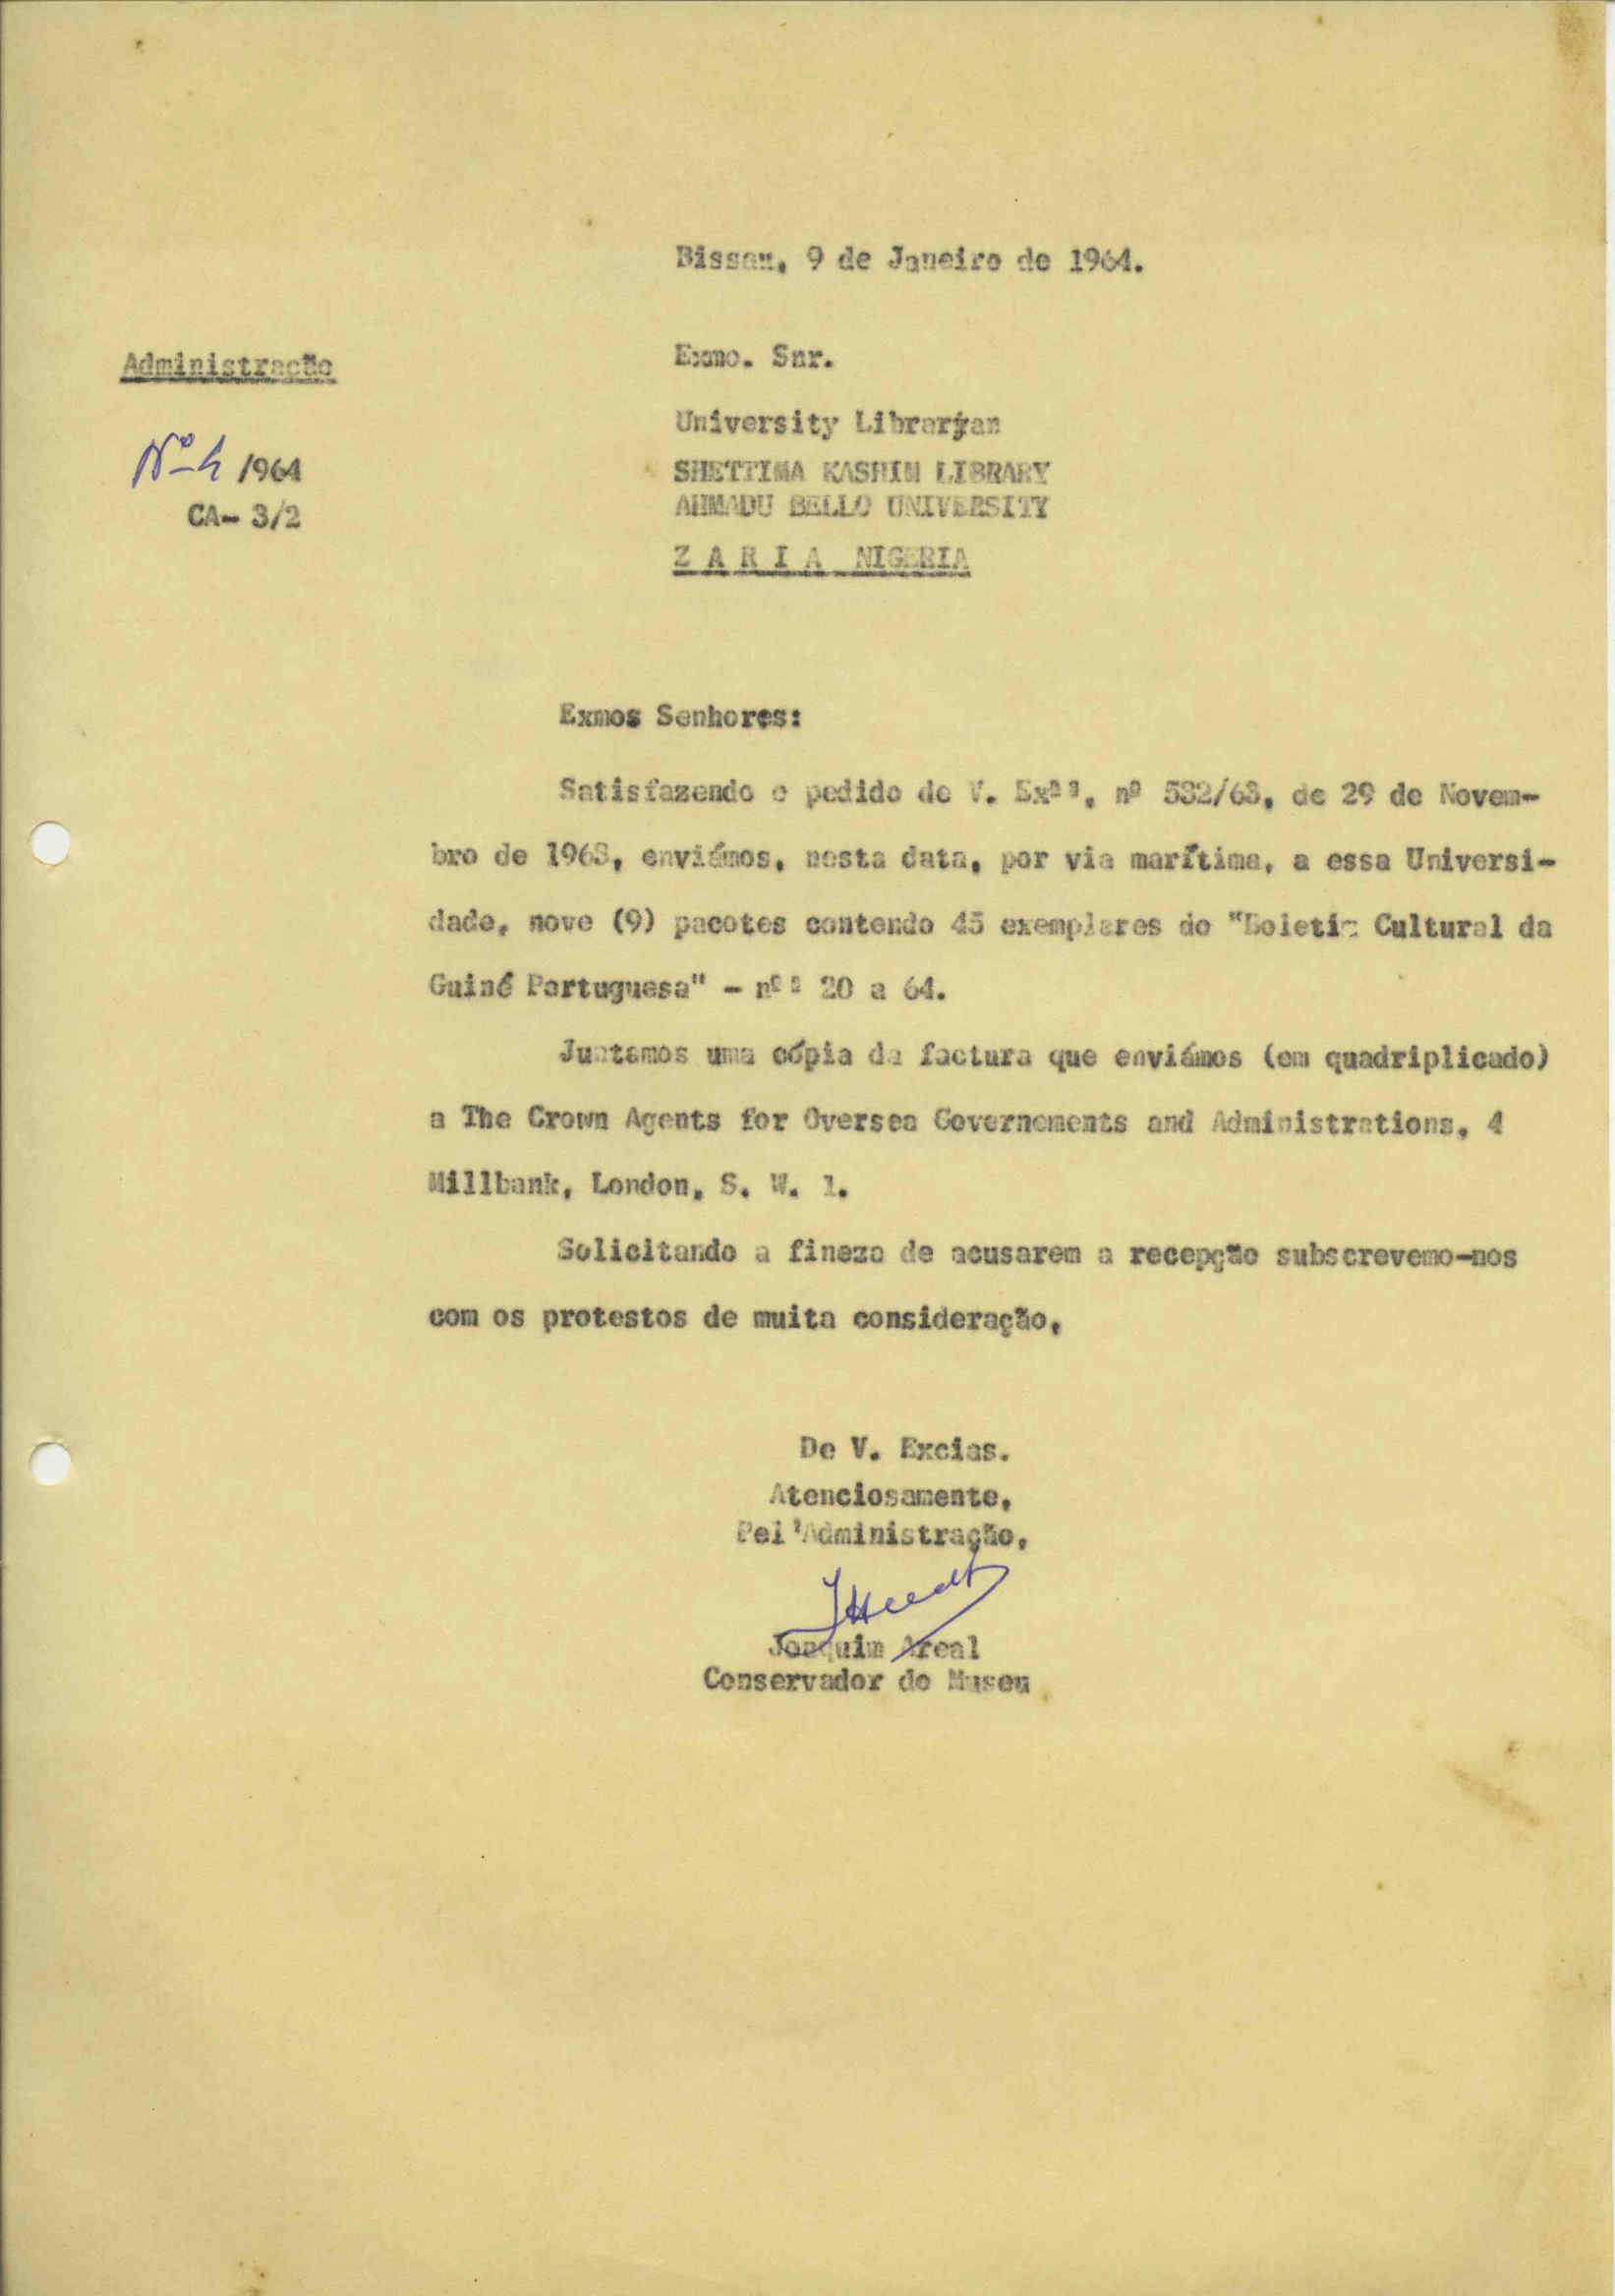 Bissau, 9 de Janeiro de 1964.
Administração
Exmo. Snr.
University Librarian
Nº 4 /964
SHETTIMA KASHIM LIBRARY
CA- 3/2
AHMADU BELLO UNIVERSITY
Z A R I A NIGERIA
Exmos Senhores:
Satisfazendo o pedido de V. Exªª, nº 532/63, de 29 de Novem-
bro de 1963, enviámos, nesta data, por via marítima, a essa Universi-
dade, nove (9) pacotes contendo 45 exemplares do "Boletim Cultural da
Guiné Portuguesa" - nºs 20 a 64.
Juntamos uma cópia da factura que enviámos (em quadriplicado)
a The Crown Agents for Oversea Governements and Administrations, 4
Millbank, London, S. W. 1.
Solicitando a fineza de acusarem a recepção subscrevemo-nos
com os protestos de muita consideração,
De V. Excias.
Atenciosamente,
Pel'Administração,
Joaquim Areal
Conservador do Museu